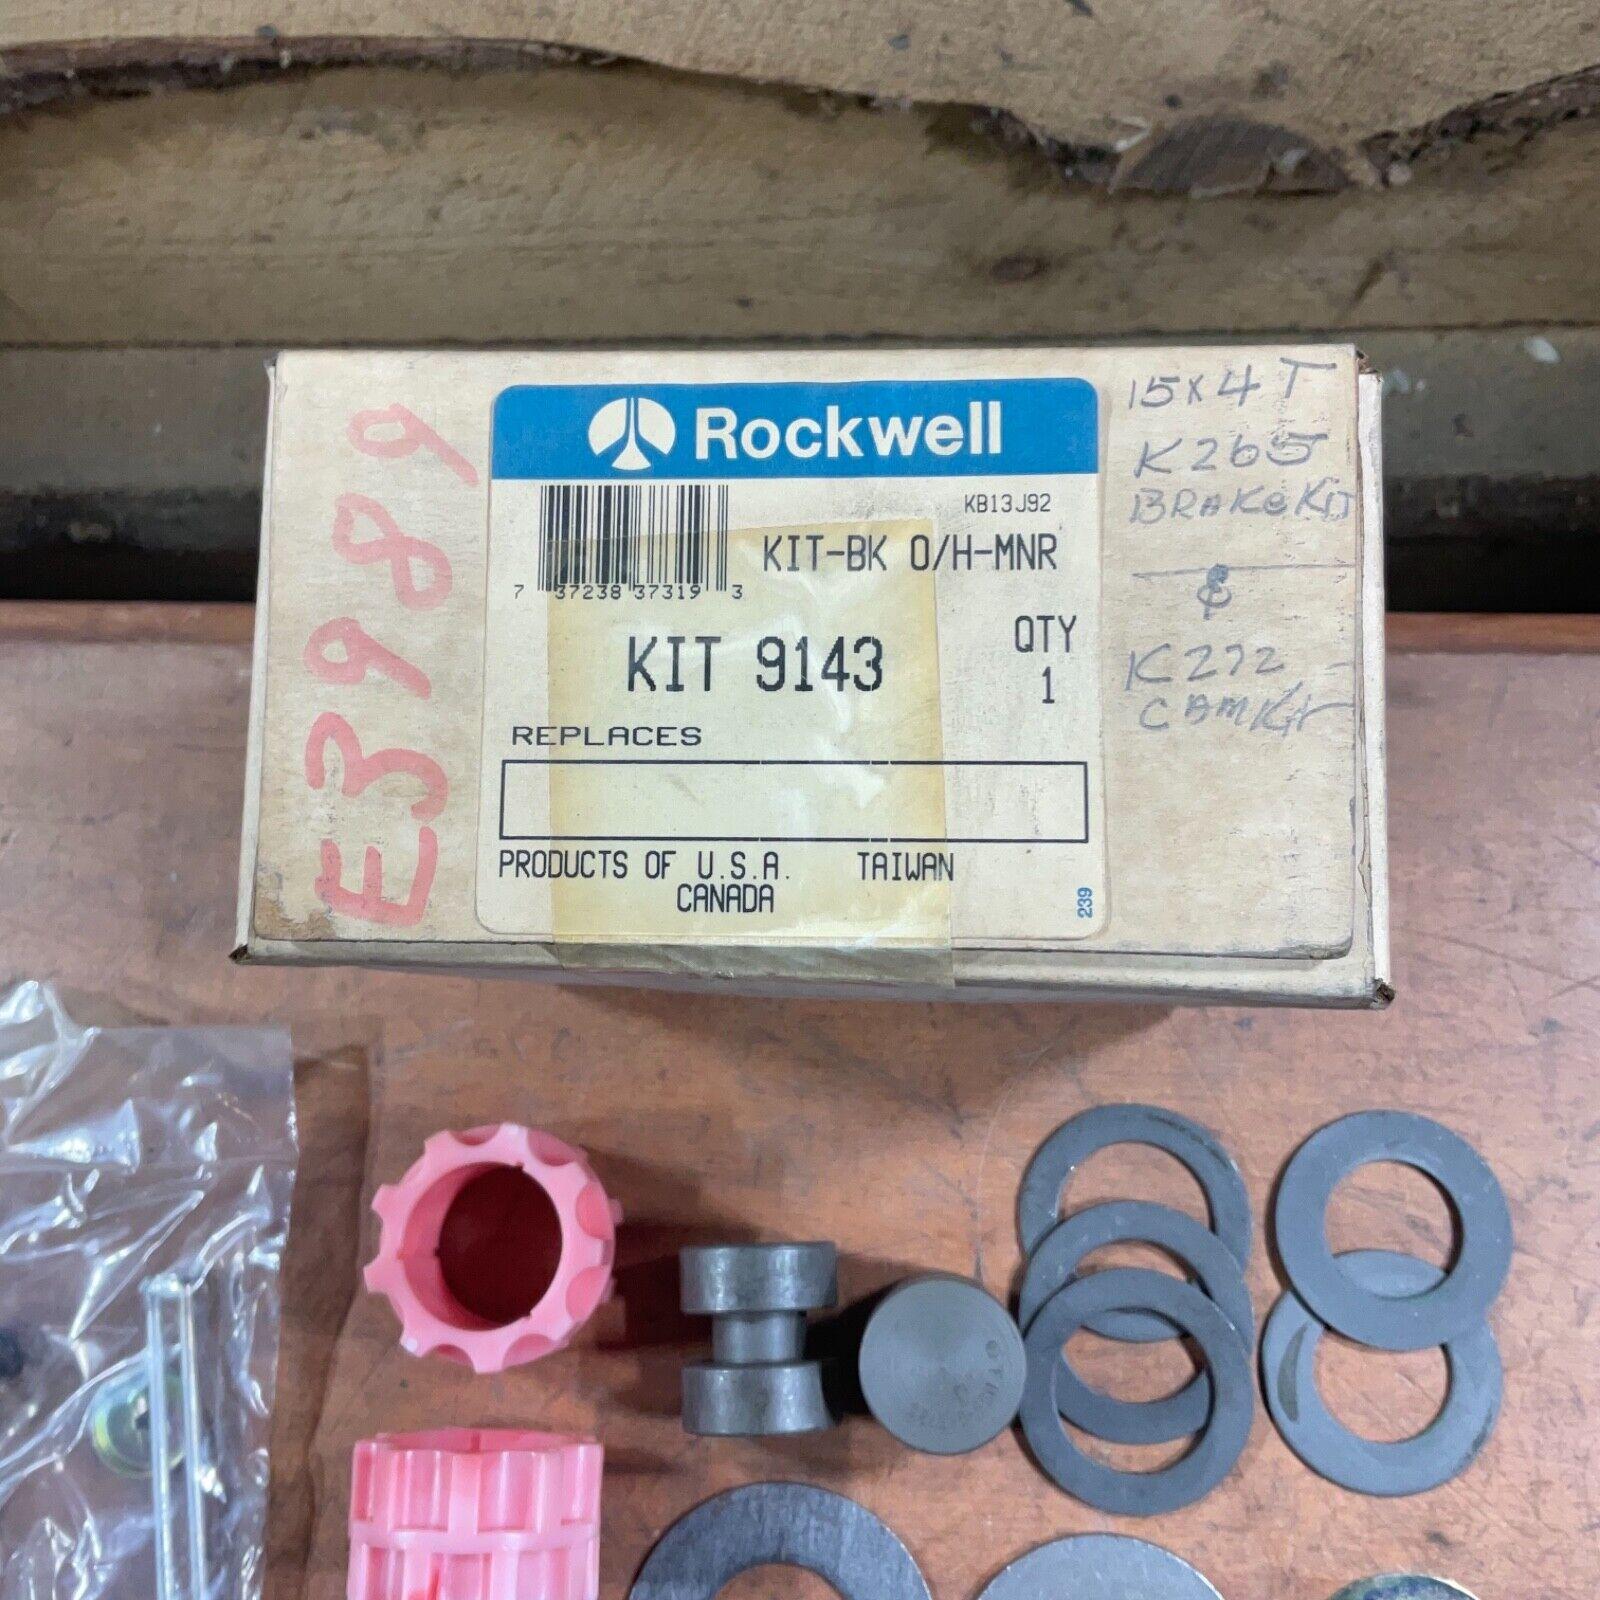 E3989
Rockwell
KB13J92
KIT-BK O/H-MNR
7 37238 37319 3
KIT 9143
QTY
1
REPLACES
PRODUCTS OF U.S.A. TAIWAN
CANADA
239
15x4 T
K265
BRAKE KIT
&
K272
CAM Kit